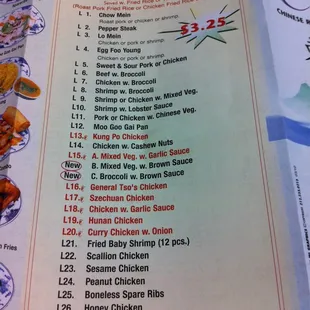 (Roast Pork Fried Rice or Chicken Fried Rice
$3.25
L 1. Chow Mein
Roast pork or chicken or shrimp
L 2. Pepper Steak
L 3. Lo Mein
Chicken or pork or shrimp
L 4. Egg Foo Young
Chicken or pork or shrimp
L 5. Sweet & Sour Pork or Chicken
L 6. Beef w. Broccoli
L 7. Chicken w. Broccoli
L 8. Shrimp w. Broccoli
L 9. Shrimp or Chicken w. Mixed Veg.
L10. Shrimp w. Lobster Sauce
L11. Pork or Chicken w. Chinese Veg.
L12. Moo Goo Gai Pan
L13. Kung Po Chicken
L14. Chicken w. Cashew Nuts
L15. A. Mixed Veg. w. Garlic Sauce
New B. Mixed Veg. w. Brown Sauce
New C. Broccoli w. Brown Sauce
L16. General Tso's Chicken
L17. Szechuan Chicken
L18. Chicken w. Garlic Sauce
L19. Hunan Chicken
L20. Curry Chicken w. Onion
L21. Fried Baby Shrimp (12 pcs.)
L22. Scallion Chicken
L23. Sesame Chicken
L24. Peanut Chicken
L25. Boneless Spare Ribs
L26. Honey Chicken
n Fries
CHINESE